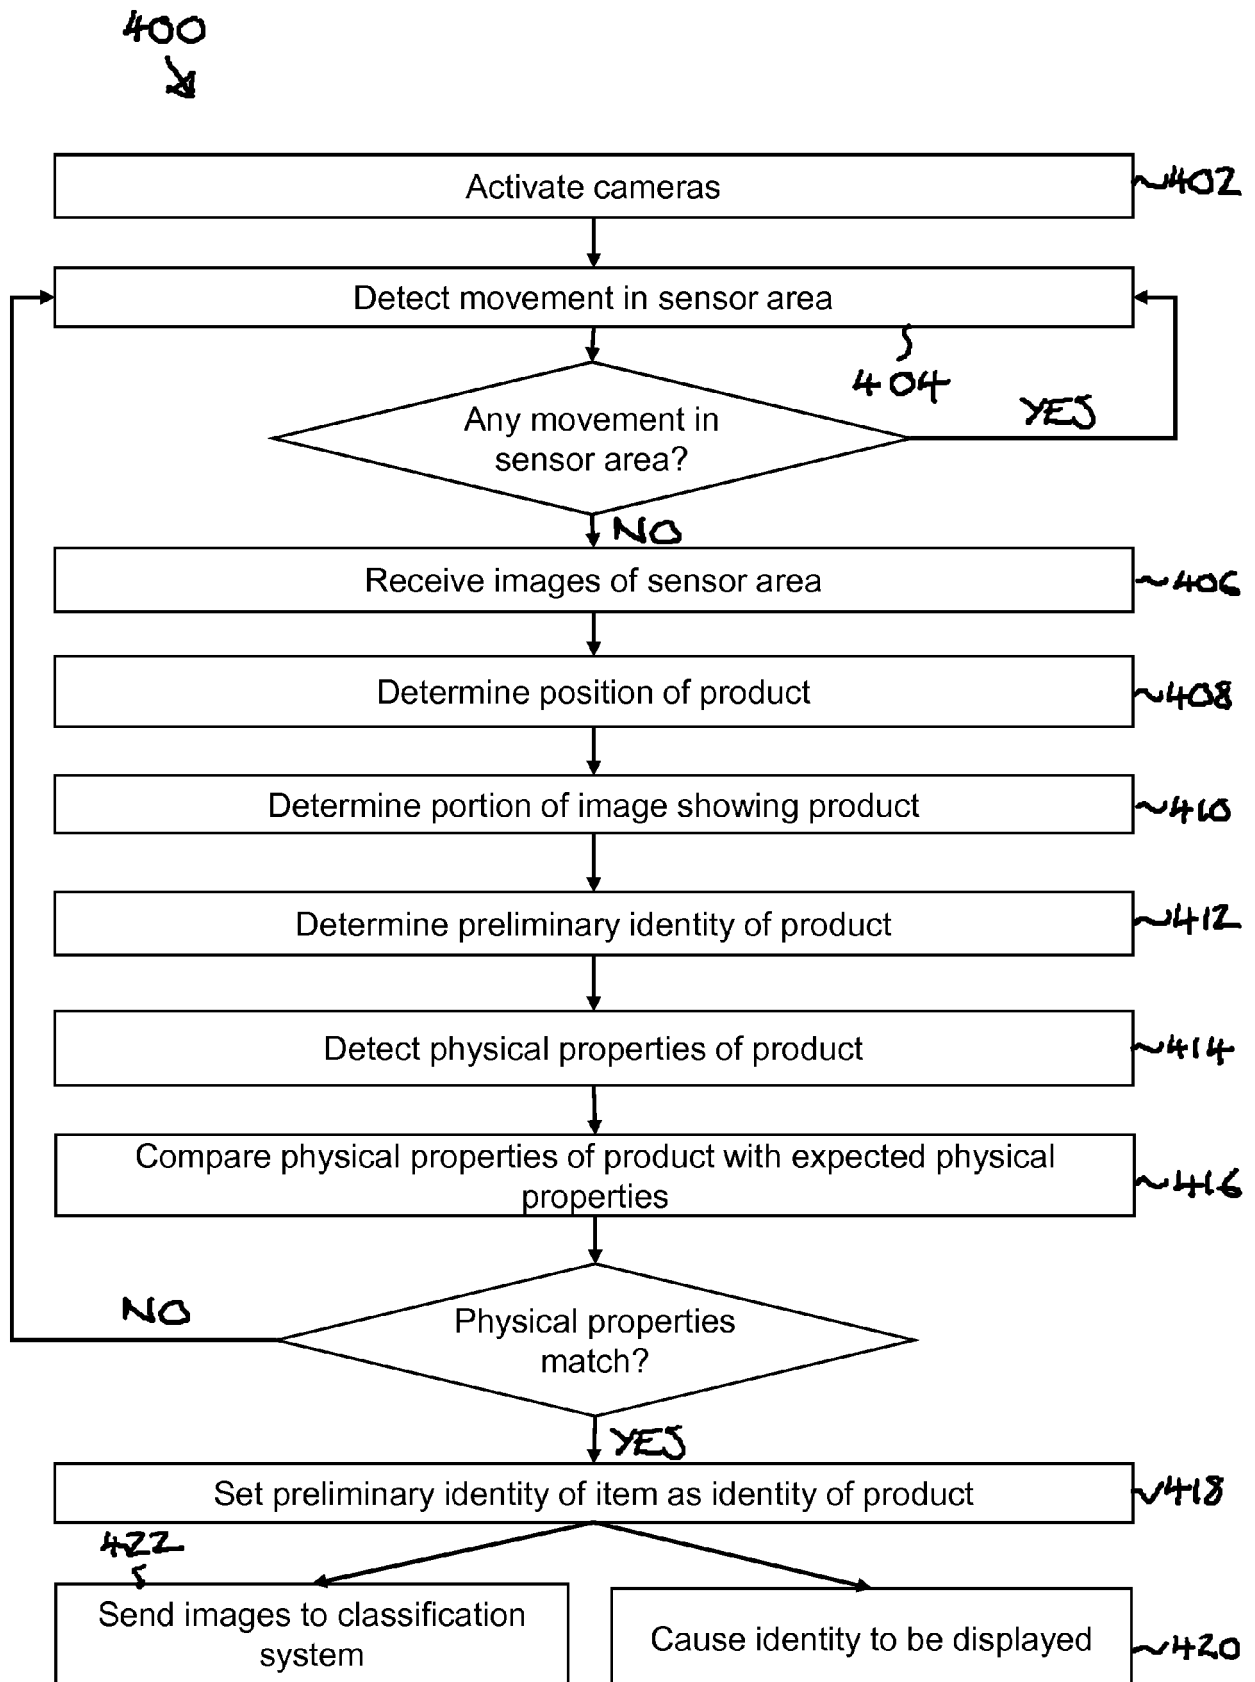 400
Activate cameras
402
Detect movement in sensor area
404
Any movement in
sensor area?
YES
NO
Receive images of sensor area
406
Determine position of product
408
Determine portion of image showing product
410
Determine preliminary identity of product
412
Detect physical properties of product
414
Compare physical properties of product with expected physical
properties
416
Physical properties
match?
NO
YES
Set preliminary identity of item as identity of product
418
422
Send images to classification
system
Cause identity to be displayed
420